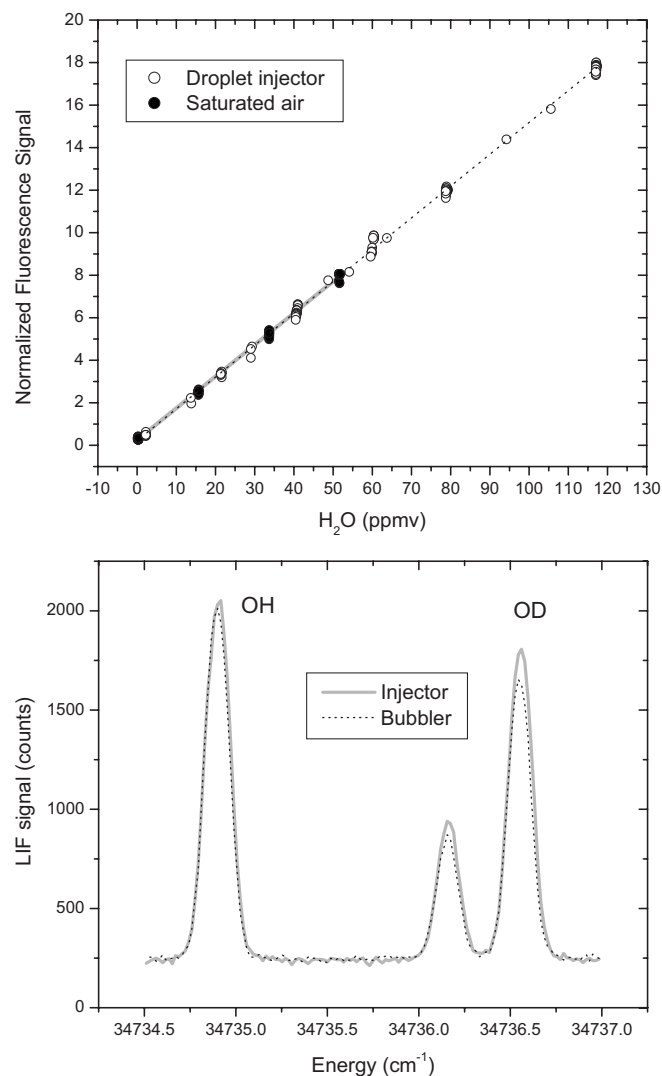 20
18
16
14
12
10
8
6
4
2
0
Normalized Fluorescence Signal
Droplet injector
Saturated air
-10 0 10 20 30 40 50 60 70 80 90 100 110 120 130
H₂O (ppmv)
2000
1500
1000
500
0
LIF signal (counts)
OH
OD
Injector
Bubbler
34734.5 34735.0 34735.5 34736.0 34736.5 34737.0
Energy (cm⁻¹)